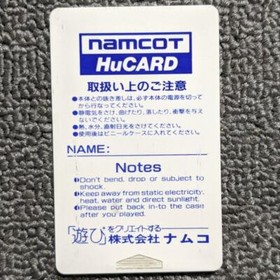 namcoT
HuCARD
取扱い上のご注意
●本体との抜き差しは、必ず本体の電源を切って
から行なってください。
●静電気をさけ、曲げたり、落したり、衝撃を与え
ないでください。
●熱、水分、直射日光をさけてください。
●使用後はビニールケースに入れてください。
NAME:
Notes
●Don't bend, drop or subject to
shock.
●Keep away from static electricity,
heat, water and direct sunlight.
●Please put back in to the case
after you played.
「遊び」をクリエイトする
株式会社 ナムコ